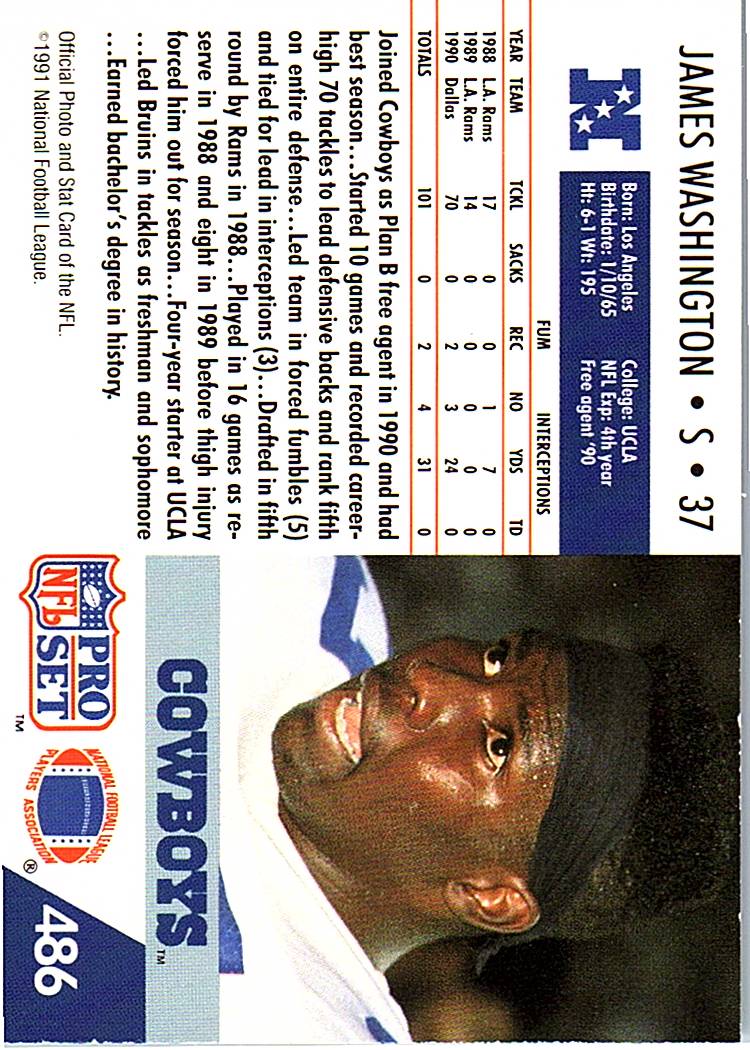 JAMES WASHINGTON • S • 37
Born: Los Angeles College: UCLA
Birthdate: 1/10/65 NFL Exp: 4th year
Ht: 6-1 Wt: 195 Free agent '90
FUM INTERCEPTIONS
YEAR TEAM TCKL SACKS REC NO YDS TD
1988 L.A. Rams 17 0 0 1 7 0
1989 L.A. Rams 14 0 0 0 0 0
1990 Dallas 70 0 2 3 24 0
TOTALS 101 0 2 4 31 0
Joined Cowboys as Plan B free agent in 1990 and had
best season...Started 10 games and recorded career-
high 70 tackles to lead defensive backs and rank fifth
on entire defense...Led team in forced fumbles (5)
and tied for lead in interceptions (3)...Drafted in fifth
round by Rams in 1988...Played in 16 games as re-
serve in 1988 and eight in 1989 before thigh injury
forced him out for season...Four-year starter at UCLA
...Led Bruins in tackles as freshman and sophomore
...Earned bachelor's degree in history.
Official Photo and Stat Card of the NFL.
©1991 National Football League.
COWBOYS™
PRO
NFL SET™
NATIONAL FOOTBALL LEAGUE
PLAYERS ASSOCIATION®
486